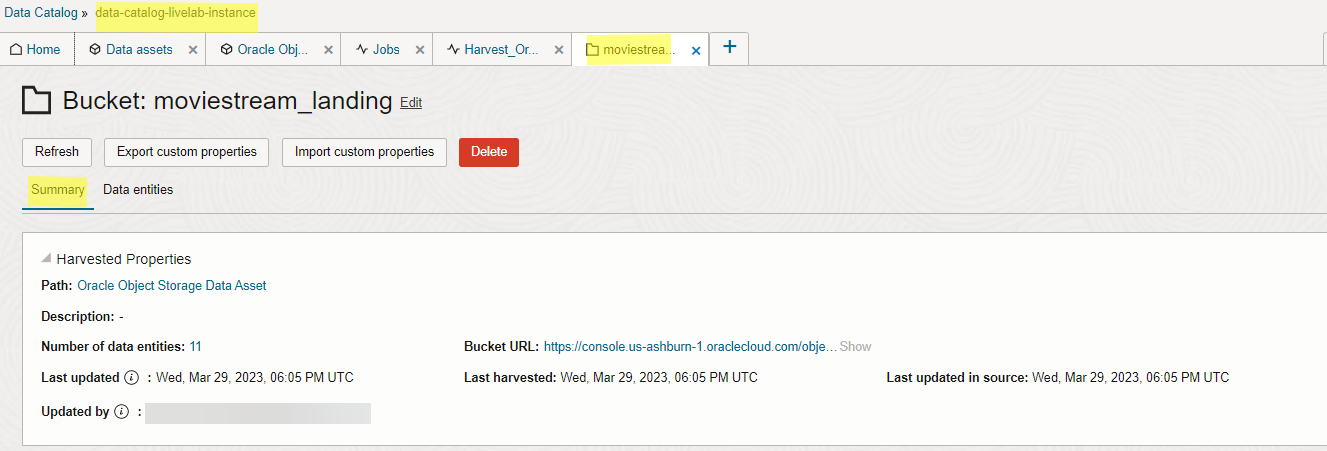 Data Catalog » data-catalog-livelab-instance
Home Data assets Oracle Obj... Jobs Harvest_Or... moviestrea... +
Bucket: moviestream_landing Edit
Refresh Export custom properties Import custom properties Delete
Summary Data entities
Harvested Properties
Path: Oracle Object Storage Data Asset
Description: -
Number of data entities: 11 Bucket URL: https://console.us-ashburn-1.oraclecloud.com/obje... Show
Last updated i : Wed, Mar 29, 2023, 06:05 PM UTC Last harvested: Wed, Mar 29, 2023, 06:05 PM UTC Last updated in source: Wed, Mar 29, 2023, 06:05 PM UTC
Updated by i :